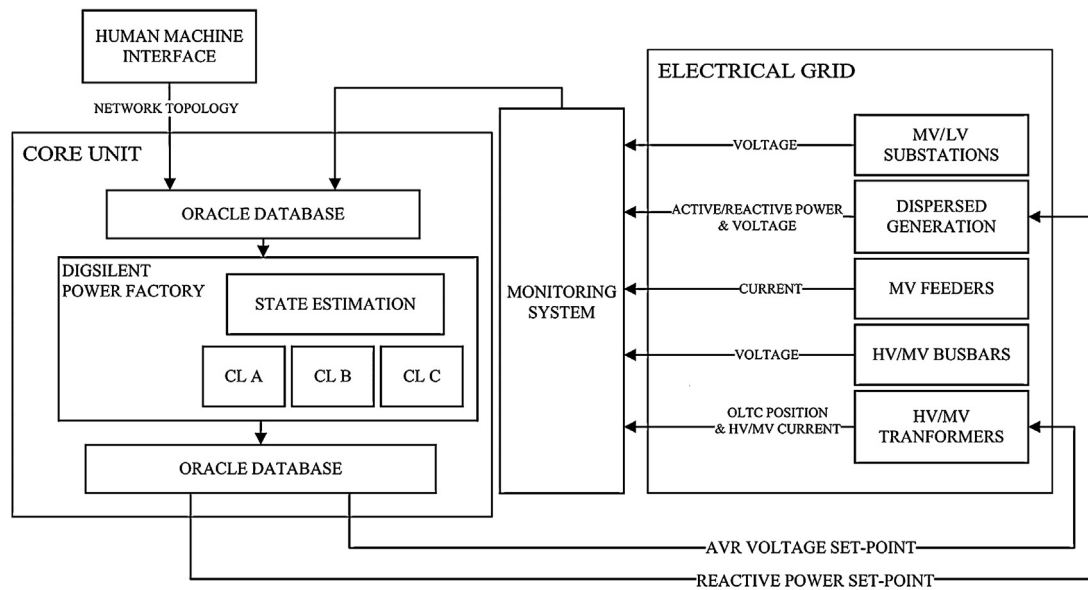 HUMAN MACHINE
INTERFACE
NETWORK TOPOLOGY
CORE UNIT
ORACLE DATABASE
DIGSILENT
POWER FACTORY
STATE ESTIMATION
CL A
CL B
CL C
ORACLE DATABASE
MONITORING
SYSTEM
ELECTRICAL GRID
VOLTAGE
MV/LV
SUBSTATIONS
ACTIVE/REACTIVE POWER
& VOLTAGE
DISPERSED
GENERATION
CURRENT
MV FEEDERS
VOLTAGE
HV/MV BUSBARS
OLTC POSITION
& HV/MV CURRENT
HV/MV
TRANFORMERS
AVR VOLTAGE SET-POINT
REACTIVE POWER SET-POINT